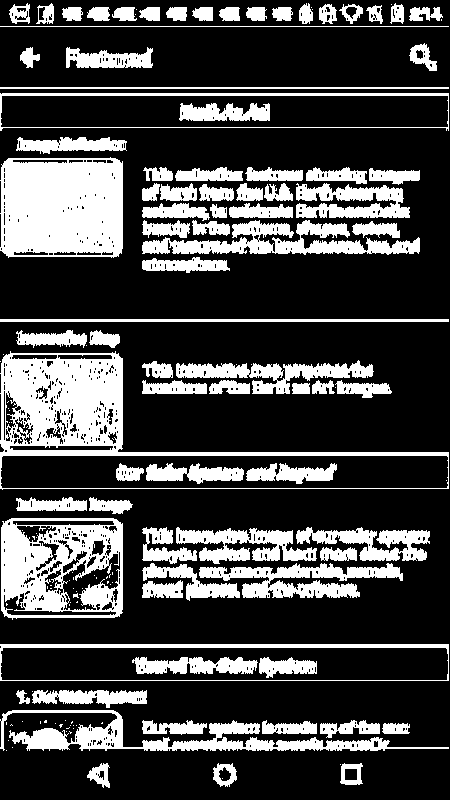 2:14
Featured
Earth As Art
Image Collection
This collection features stunning images
of Earth from the U.S. Earth observing
satellites, to celebrate Earth's aesthetic
beauty in the patterns, shapes, colors,
and textures of the land, oceans, ice, and
atmosphere.
Interactive Map
This interactive map provides the
locations of the Earth as Art images.
Our Solar System and Beyond
Interactive Image
This interactive image of our solar system
lets you explore and learn more about the
planets, our moon, asteroids, comets,
dwarf planets, and the universe.
Tour of the Solar System
1. Our Solar System
Our solar system is made up of the sun
and everything that travels around it.